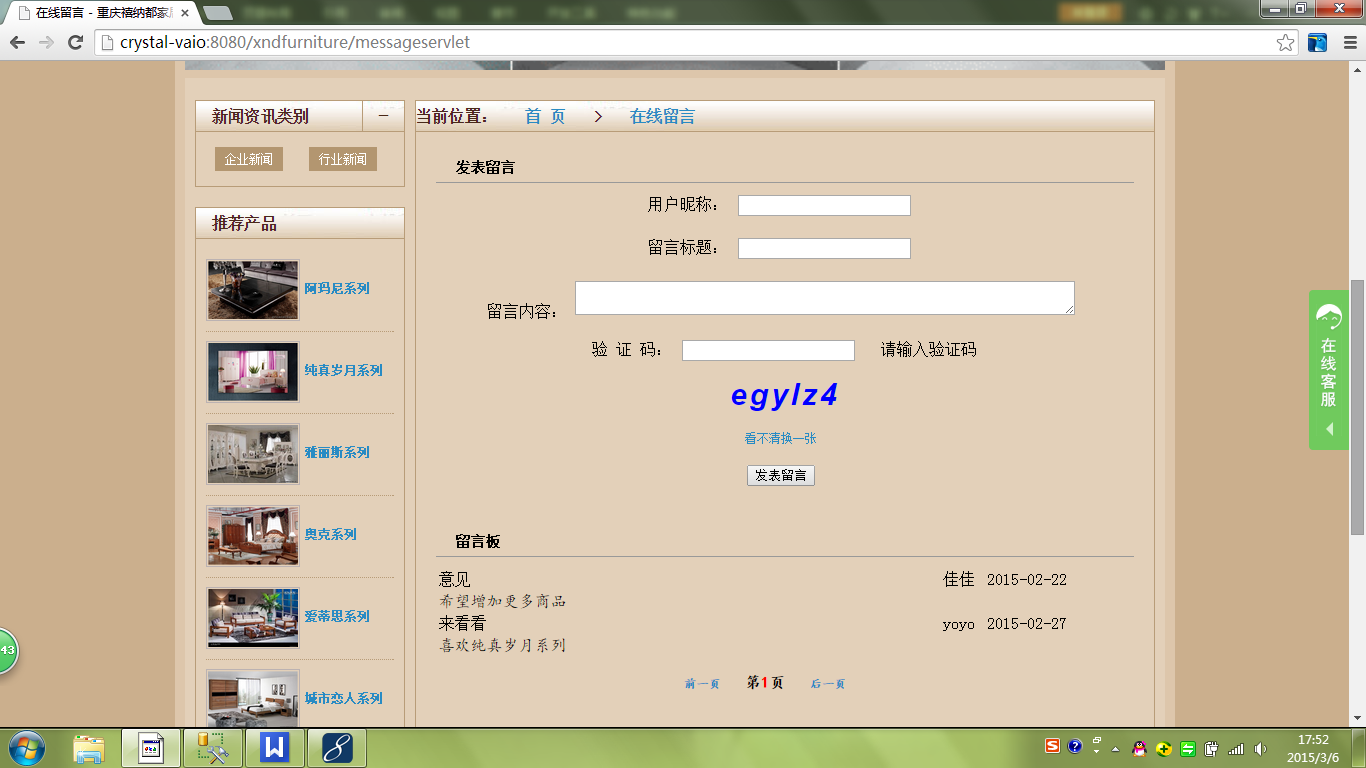 在线留言 - 重庆禧纳都家
crystal-vaio:8080/xndfurniture/messageservlet
新闻资讯类别
企业新闻 行业新闻
推荐产品
阿玛尼系列
纯真岁月系列
雅丽斯系列
奥克系列
爱蒂思系列
城市恋人系列
当前位置： 首 页 > 在线留言
发表留言
用户昵称：
留言标题：
留言内容：
验 证 码： 请输入验证码
egylz4
看不清换一张
发表留言
留言板
意见 佳佳 2015-02-22
希望增加更多商品
来看看 yoyo 2015-02-27
喜欢纯真岁月系列
前一页 第1页 后一页
在线客服
43
17:52
2015/3/6